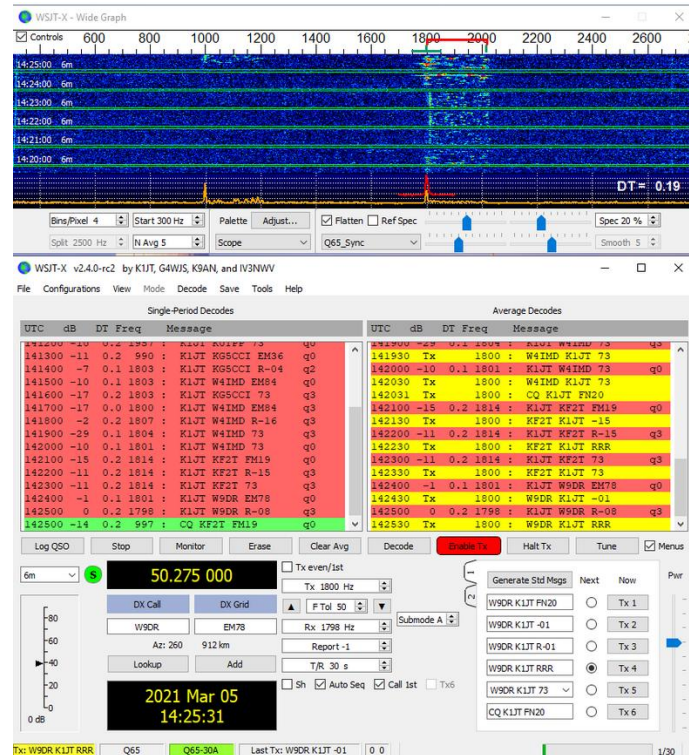 WSJT-X - Wide Graph
Controls 600 800 1000 1200 1400 1600 1800 2000 2200 2400 2600
14:25:00 6m
14:24:00 6m
14:23:00 6m
14:22:00 6m
14:21:00 6m
14:20:00 6m
DT = 0.19
Bins/Pixel 4 Start 300 Hz Palette Adjust... Flatten Ref Spec Spec 20 %
Split 2500 Hz N Avg 5 Scope Q65_Sync Smooth 5
WSJT-X v2.4.0-rc2 by K1JT, G4WJS, K9AN, and IV3NWV
File Configurations View Mode Decode Save Tools Help
Single-Period Decodes
UTC dB DT Freq Message
141300 -11 0.2 990 : K1JT KG5CCI EM36 q0
141400 -7 0.1 1803 : K1JT KG5CCI R-04 q2
141500 -10 0.1 1803 : K1JT W4IMD EM84 q0
141600 -17 0.2 1803 : K1JT KG5CCI 73 q3
141700 -17 0.0 1800 : K1JT W4IMD EM84 q3
141800 -2 0.2 1807 : K1JT W4IMD R-16 q3
141900 -29 0.1 1804 : K1JT W4IMD 73 q3
142000 -10 0.1 1801 : K1JT W4IMD 73 q0
142100 -15 0.2 1814 : K1JT KF2T FM19 q0
142200 -11 0.2 1814 : K1JT KF2T R-15 q3
142300 -11 0.2 1814 : K1JT KF2T 73 q3
142400 -1 0.1 1801 : K1JT W9DR EM78 q0
142500 0 0.2 1798 : K1JT W9DR R-08 q3
142500 -14 0.2 997 : CQ KF2T FM19 q0
Average Decodes
UTC dB DT Freq Message
141900 -29 0.1 1804 : K1JT W4IMD 73 q3
141930 Tx 1800 : W4IMD K1JT 73
142000 -10 0.1 1801 : K1JT W4IMD 73 q0
142030 Tx 1800 : W4IMD K1JT 73
142031 Tx 1800 : CQ K1JT FN20
142100 -15 0.2 1814 : K1JT KF2T FM19 q0
142130 Tx 1800 : KF2T K1JT -15
142200 -11 0.2 1814 : K1JT KF2T R-15 q3
142230 Tx 1800 : KF2T K1JT RRR
142300 -11 0.2 1814 : K1JT KF2T 73 q3
142330 Tx 1800 : KF2T K1JT 73
142400 -1 0.1 1801 : K1JT W9DR EM78 q0
142430 Tx 1800 : W9DR K1JT -01
142500 0 0.2 1798 : K1JT W9DR R-08 q3
142530 Tx 1800 : W9DR K1JT RRR
Log QSO Stop Monitor Erase Clear Avg Decode Enable Tx Halt Tx Tune Menus
6m S 50.275 000
DX Call DX Grid
W9DR EM78
Az: 260 912 km
Lookup Add
2021 Mar 05
14:25:31
-80
-60
-40
-20
-0
0 dB
Tx even/1st
Tx 1800 Hz
F Tol 50
Rx 1798 Hz Submode A
Report -1
T/R 30 s
Sh Auto Seq Call 1st Tx6
1
2
Generate Std Msgs Next Now Pwr
W9DR K1JT FN20 Tx 1
W9DR K1JT -01 Tx 2
W9DR K1JT R-01 Tx 3
W9DR K1JT RRR Tx 4
W9DR K1JT 73 Tx 5
CQ K1JT FN20 Tx 6
Tx: W9DR K1JT RRR Q65 Q65-30A Last Tx: W9DR K1JT -01 0 0 1/30